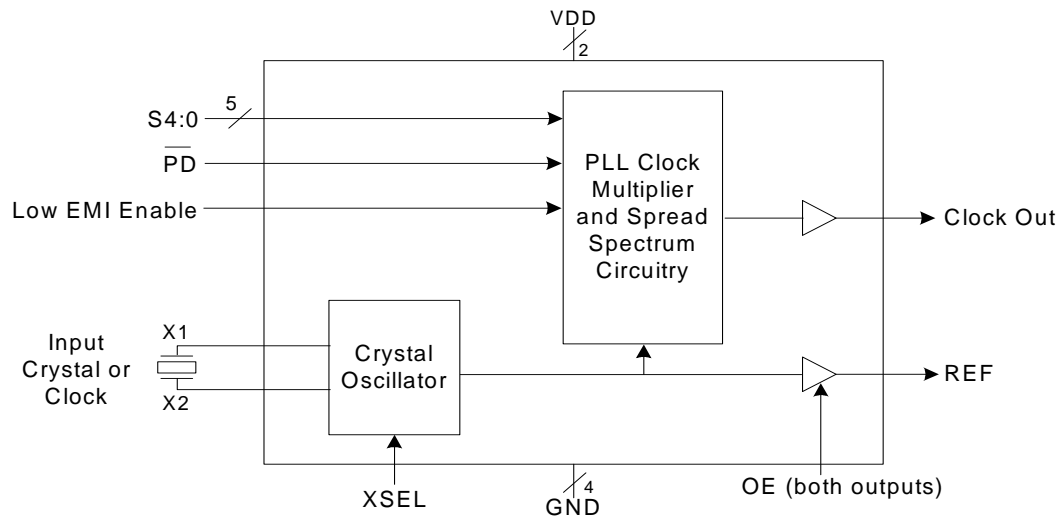 VDD
2
S4:0
5
PD
Low EMI Enable
PLL Clock
Multiplier
and Spread
Spectrum
Circuitry
Clock Out
Input
Crystal or
Clock
X1
X2
Crystal
Oscillator
REF
XSEL
4
GND
OE (both outputs)